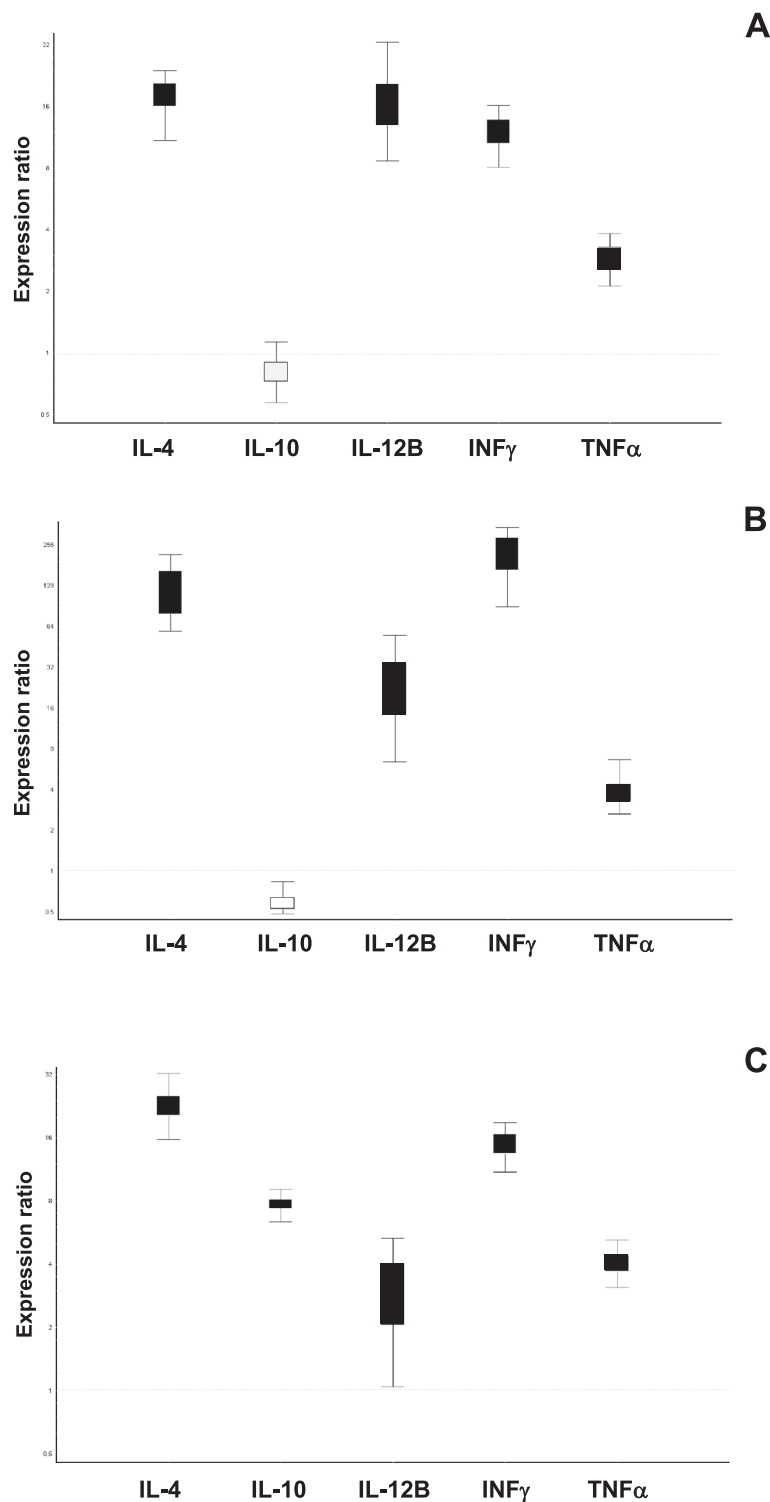 A
Expression ratio
32
16
8
4
2
1
0.5
IL-4 IL-10 IL-12B INFγ TNFα
B
Expression ratio
256
128
64
32
16
8
4
2
1
0.5
IL-4 IL-10 IL-12B INFγ TNFα
C
Expression ratio
32
16
8
4
2
1
0.5
IL-4 IL-10 IL-12B INFγ TNFα